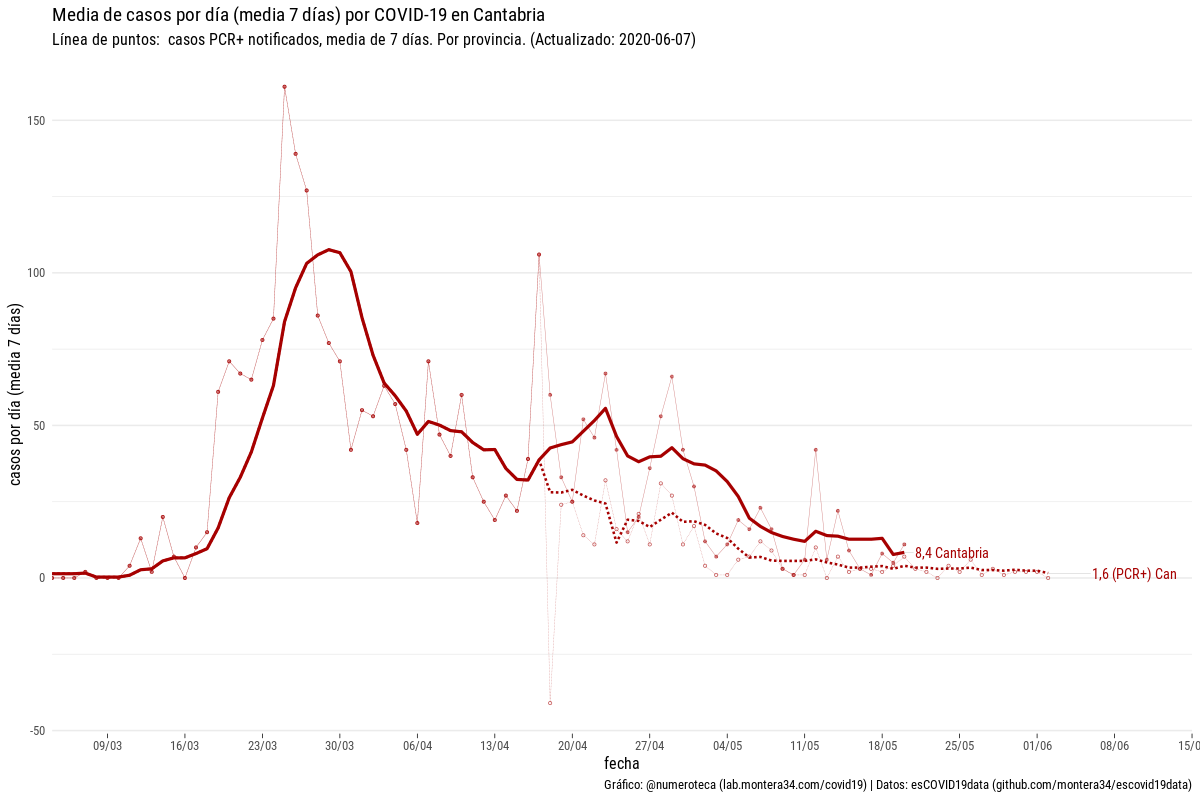 Media de casos por día (media 7 días) por COVID-19 en Cantabria
Línea de puntos:  casos PCR+ notificados, media de 7 días. Por provincia. (Actualizado: 2020-06-07)
casos por día (media 7 días)
150
100
50
0
-50
8,4 Cantabria
1,6 (PCR+) Can
09/03
16/03
23/03
30/03
06/04
13/04
20/04
27/04
04/05
11/05
18/05
25/05
01/06
08/06
15/0
fecha
Gráfico: @numeroteca (lab.montera34.com/covid19) | Datos: esCOVID19data (github.com/montera34/escovid19data)